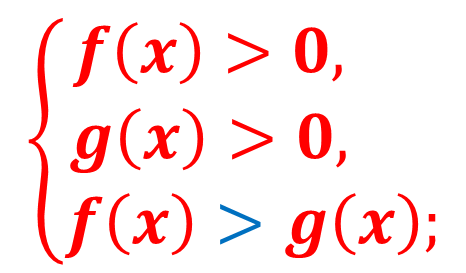 f(x) > 0,
g(x) > 0,
f(x) > g(x);